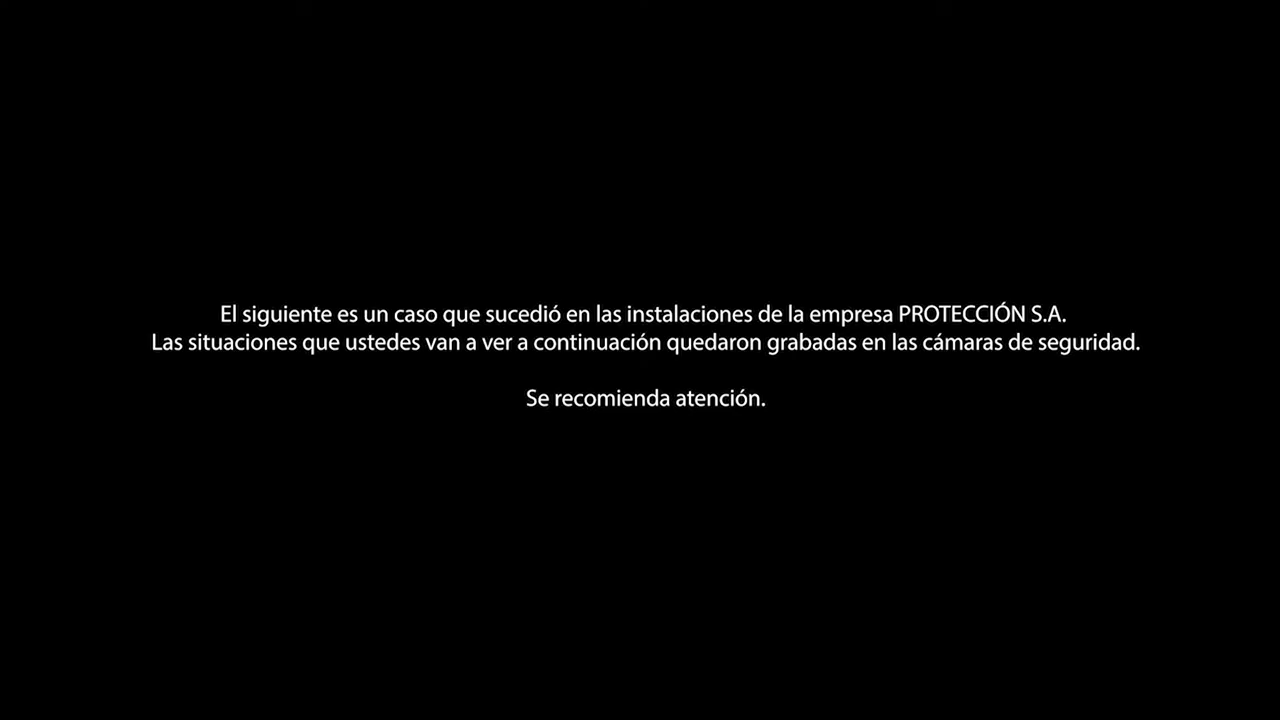 El siguiente es un caso que sucedió en las instalaciones de la empresa PROTECCIÓN S.A.
Las situaciones que ustedes van a ver a continuación quedaron grabadas en las cámaras de seguridad.
Se recomienda atención.